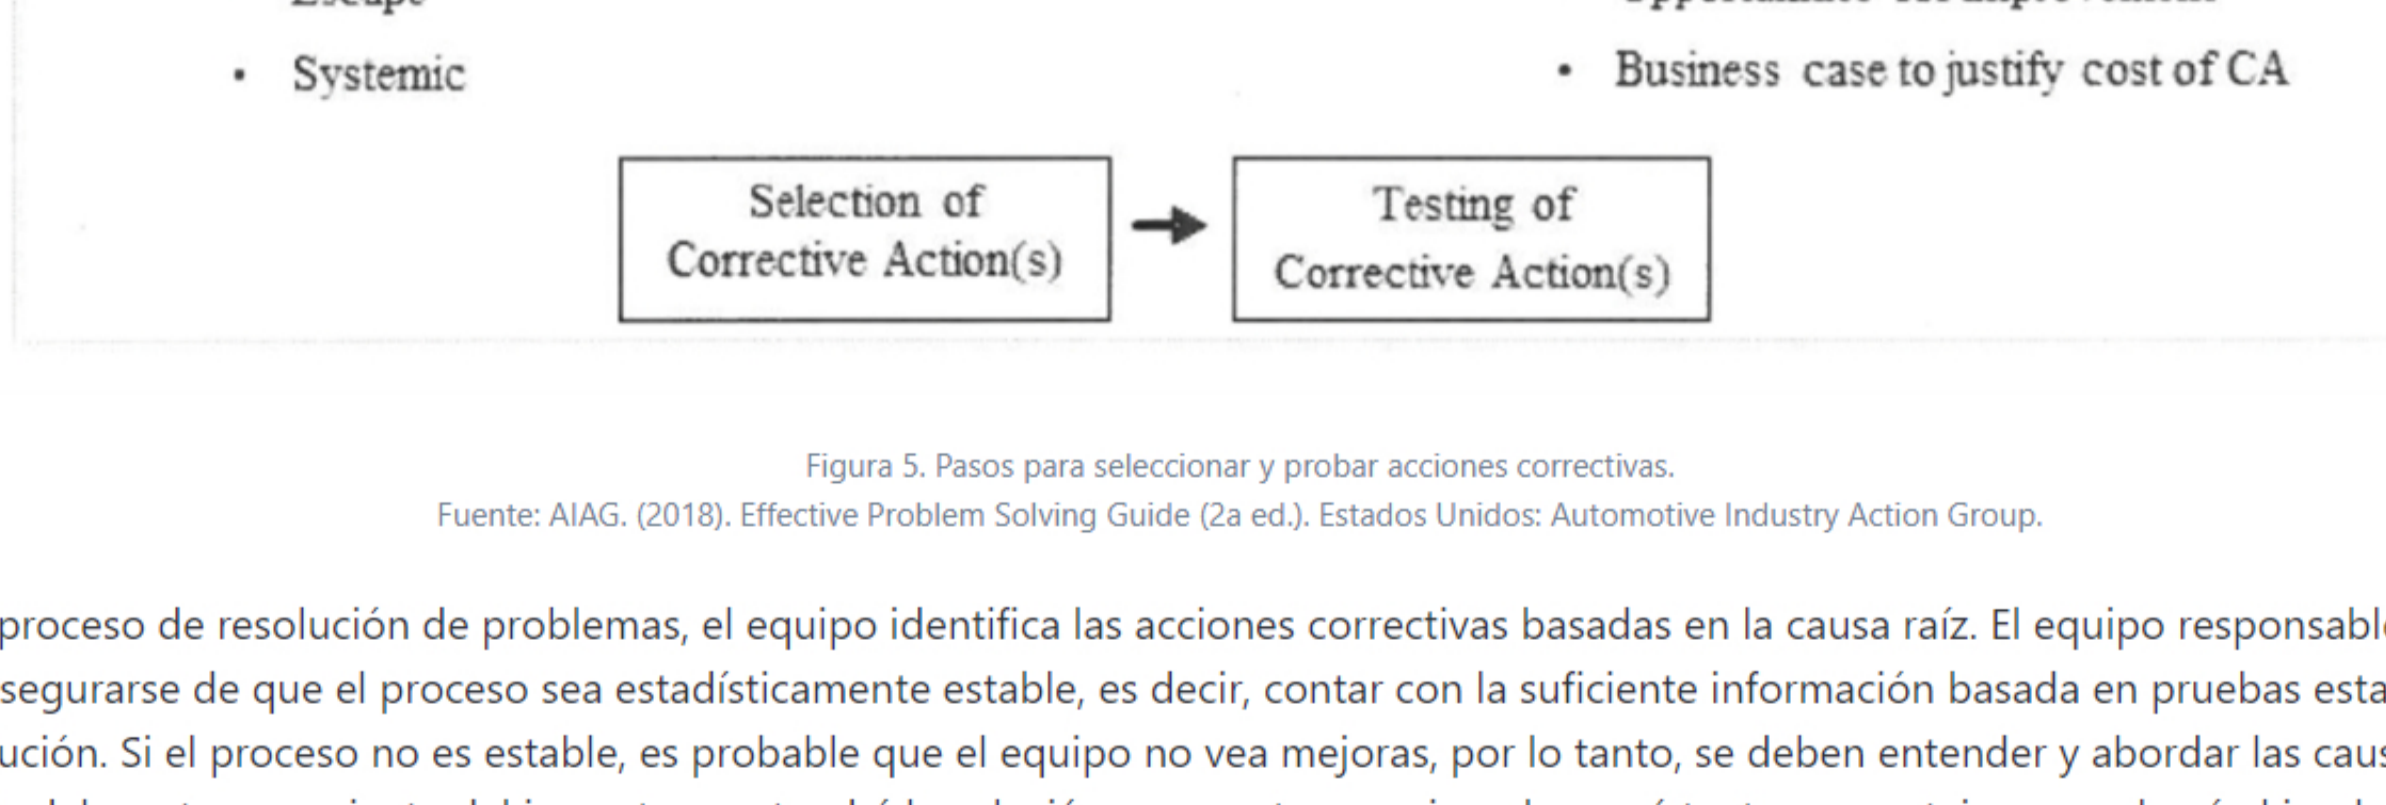 Escape
• Systemic
• Business case to justify cost of CA
Selection of
Corrective Action(s)
Testing of
Corrective Action(s)
Figura 5. Pasos para seleccionar y probar acciones correctivas.
Fuente: AIAG. (2018). Effective Problem Solving Guide (2a ed.). Estados Unidos: Automotive Industry Action Group.
proceso de resolución de problemas, el equipo identifica las acciones correctivas basadas en la causa raíz. El equipo responsabl
segurarse de que el proceso sea estadísticamente estable, es decir, contar con la suficiente información basada en pruebas esta
ución. Si el proceso no es estable, es probable que el equipo no vea mejoras, por lo tanto, se deben entender y abordar las caus